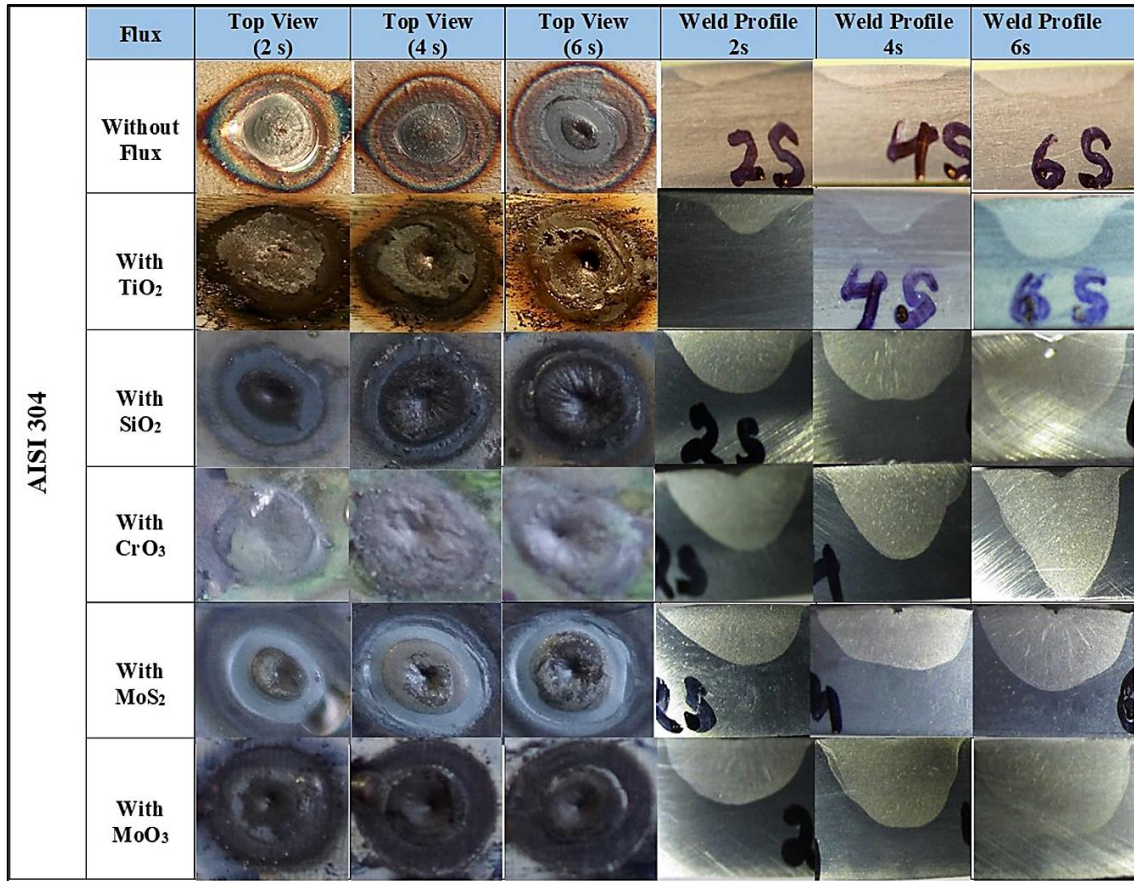 Flux
Top View
(2 s)
Top View
(4 s)
Top View
(6 s)
Weld Profile
2s
Weld Profile
4s
Weld Profile
6s
AISI 304
Without
Flux
2S
4S
6S
With
TiO₂
4S
6S
With
SiO₂
2S
With
CrO₃
With
MoS₂
2S
With
MoO₃
2